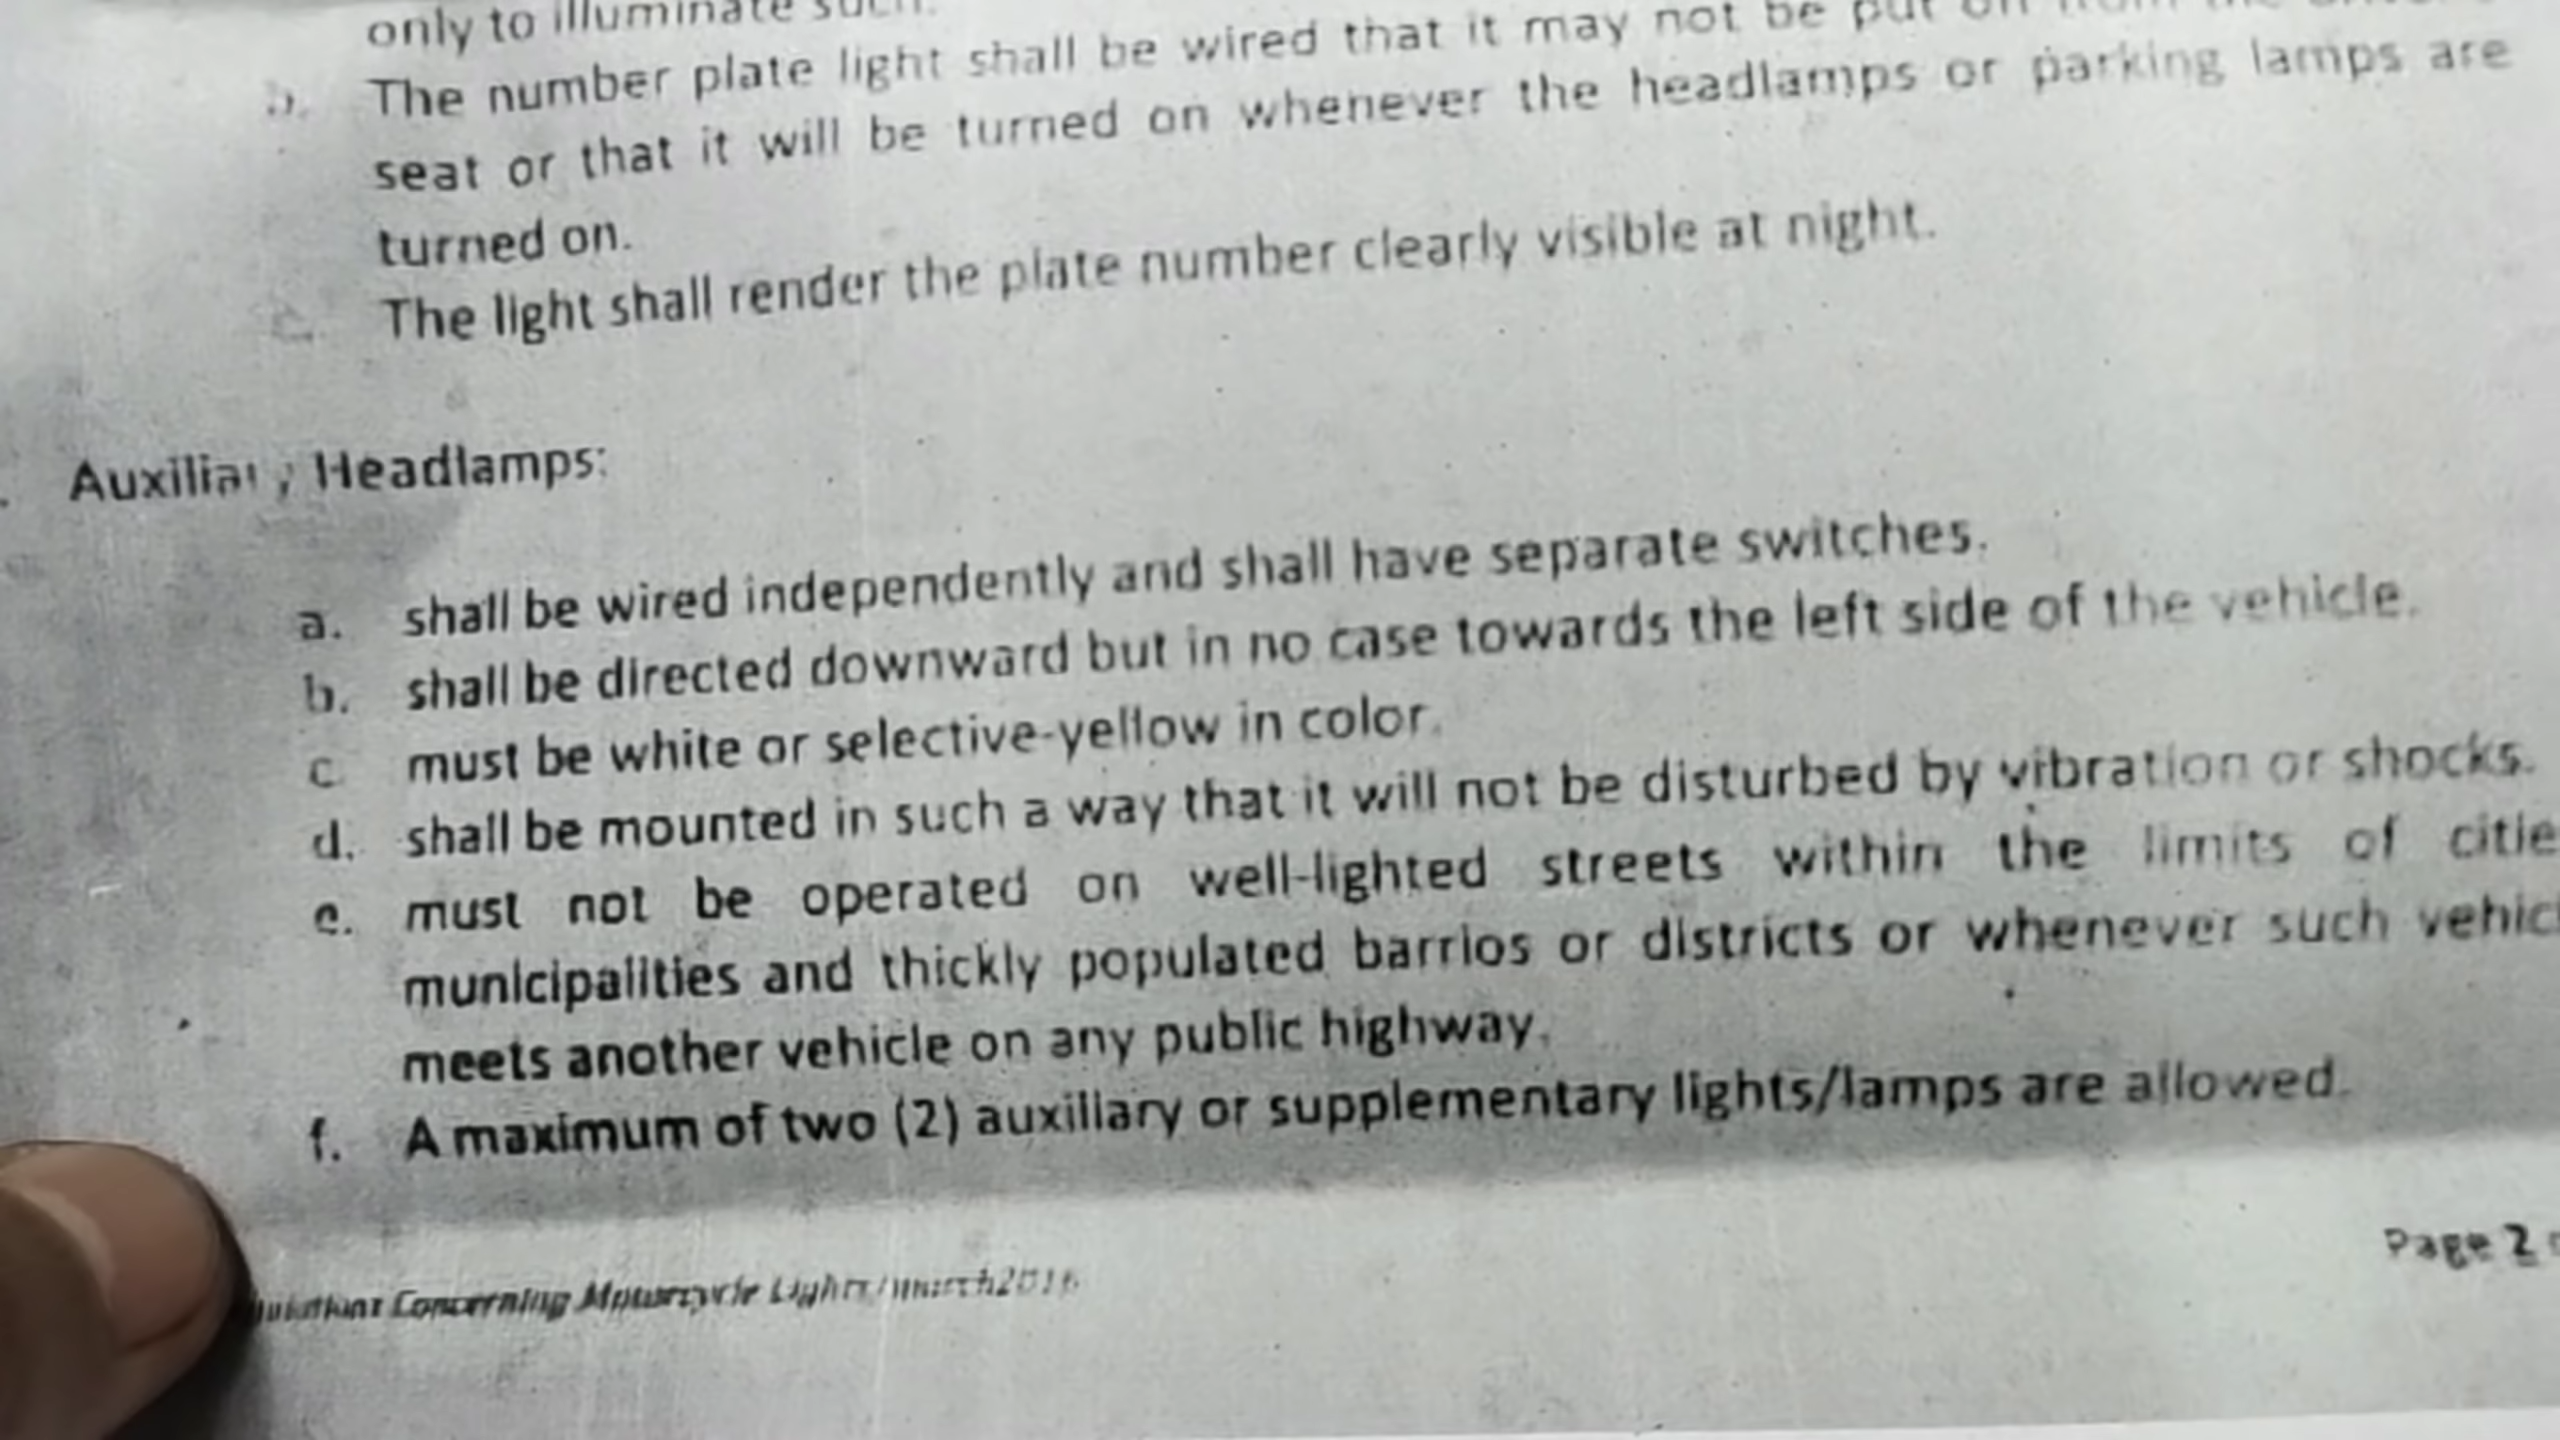 only to illuminate such.
b. The number plate light shall be wired that it may not be put off from the
seat or that it will be turned on whenever the headlamps or parking lamps are
turned on.
c. The light shall render the plate number clearly visible at night.
Auxiliary Headlamps:
a. shall be wired independently and shall have separate switches.
b. shall be directed downward but in no case towards the left side of the vehicle.
c. must be white or selective-yellow in color.
d. shall be mounted in such a way that it will not be disturbed by vibration or shocks.
e. must not be operated on well-lighted streets within the limits of citie
municipalities and thickly populated barrios or districts or whenever such vehicl
meets another vehicle on any public highway.
f. A maximum of two (2) auxiliary or supplementary lights/lamps are allowed.
Page 2
Concerning Motorcycle Lights/march2016